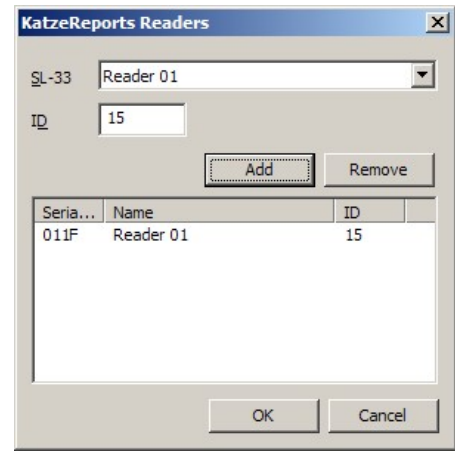 KatzeReports Readers
SL-33 Reader 01
ID 15
Add Remove
Seria... Name ID
011F Reader 01 15
OK Cancel